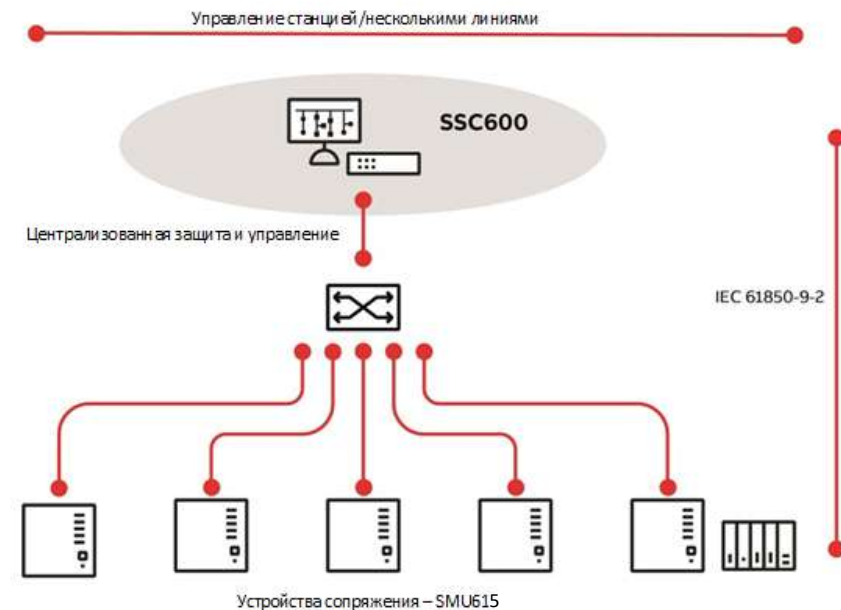 Управление станцией/несколькими линиями
SSC600
Централизованная защита и управление
IEC 61850-9-2
Устройства сопряжения – SMU615